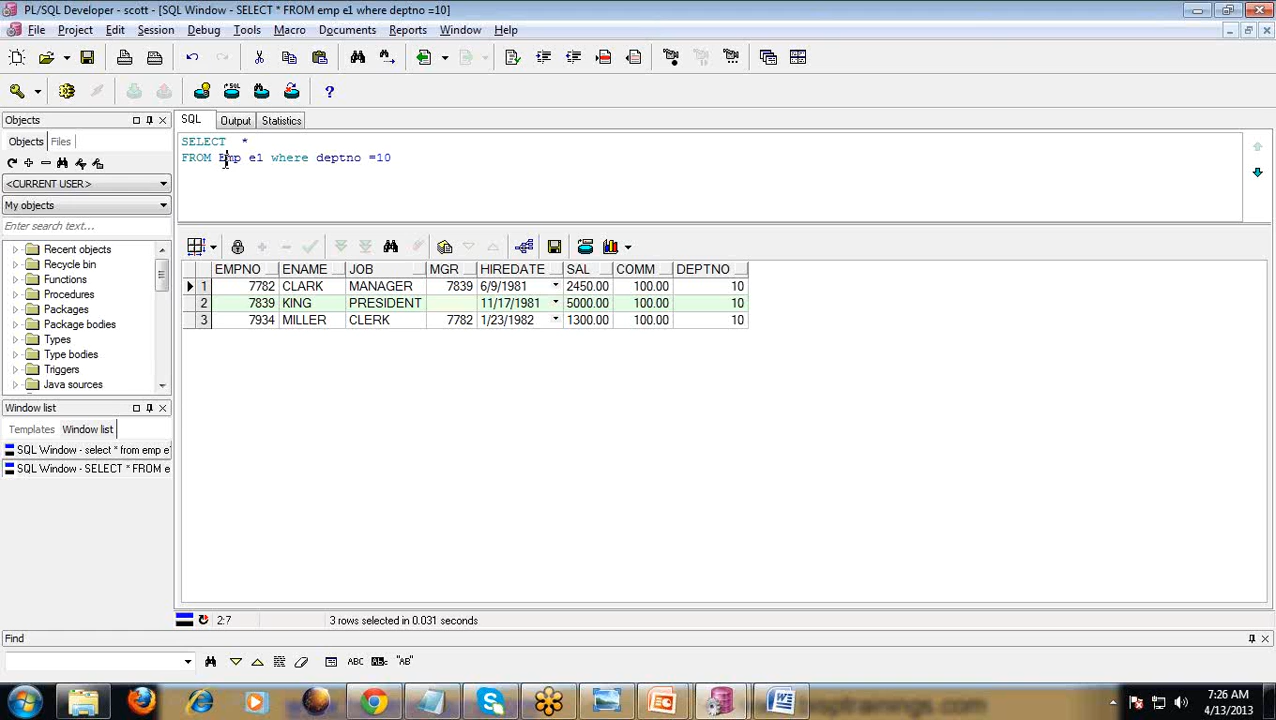 PL/SQL Developer - scott - [SQL Window - SELECT * FROM emp e1 where deptno =10]
File Project Edit Session Debug Tools Macro Documents Reports Window Help
Objects
SQL Output Statistics
Objects Files
SELECT *
FROM Emp e1 where deptno =10
<CURRENT USER>
My objects
Enter search text...
Recent objects
Recycle bin
Functions
Procedures
Packages
Package bodies
Types
Type bodies
Triggers
Java sources
EMPNO ENAME JOB MGR HIREDATE SAL COMM DEPTNO
1 7782 CLARK MANAGER 7839 6/9/1981 2450.00 100.00 10
2 7839 KING PRESIDENT 11/17/1981 5000.00 100.00 10
3 7934 MILLER CLERK 7782 1/23/1982 1300.00 100.00 10
Window list
Templates Window list
SQL Window - select * from emp e
SQL Window - SELECT * FROM e
2:7 3 rows selected in 0.031 seconds
Find
ABC ABc "AB"
7:26 AM
4/13/2013